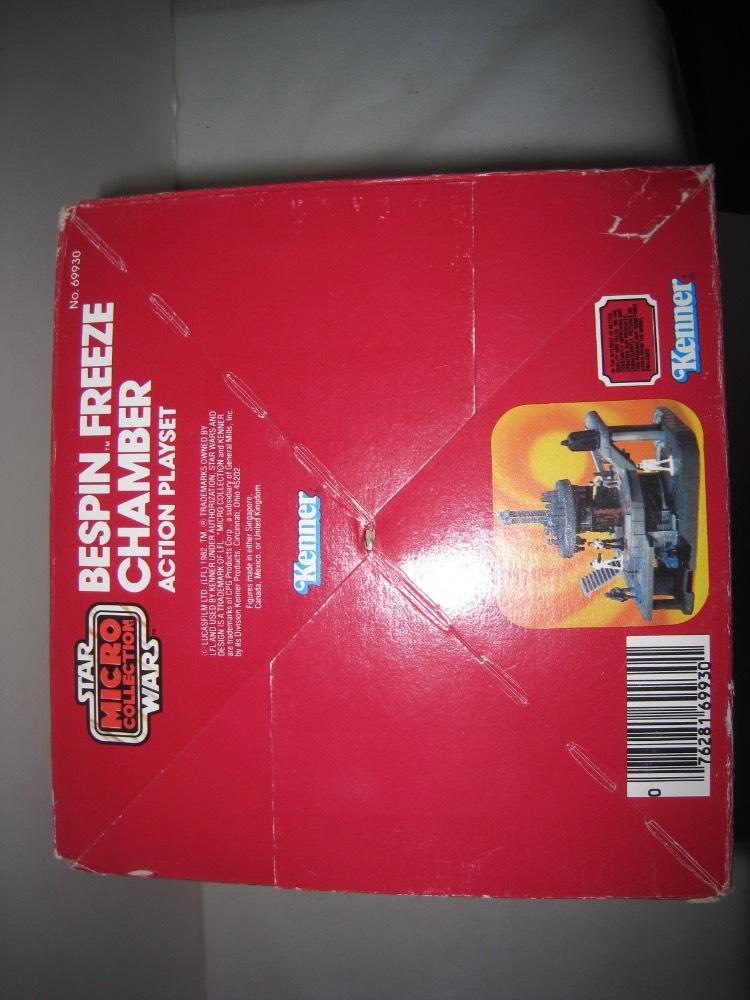 No. 69930
STAR
MICRO
COLLECTION
WARS™
BESPIN™ FREEZE
CHAMBER
ACTION PLAYSET
© LUCASFILM LTD. (LFL) 1982. TM, ® TRADEMARKS OWNED BY
LFL AND USED BY KENNER UNDER AUTHORIZATION; STAR WARS AND
DESIGN IS A TRADEMARK OF LFL. MICRO COLLECTION and KENNER
are trademarks of CPG Products Corp., a subsidiary of General Mills, Inc.
by its Division Kenner Products, Cincinnati, Ohio 45202
Figures made in either Singapore,
Canada, Mexico, or United Kingdom.
Kenner
Kenner
0 76281 69930